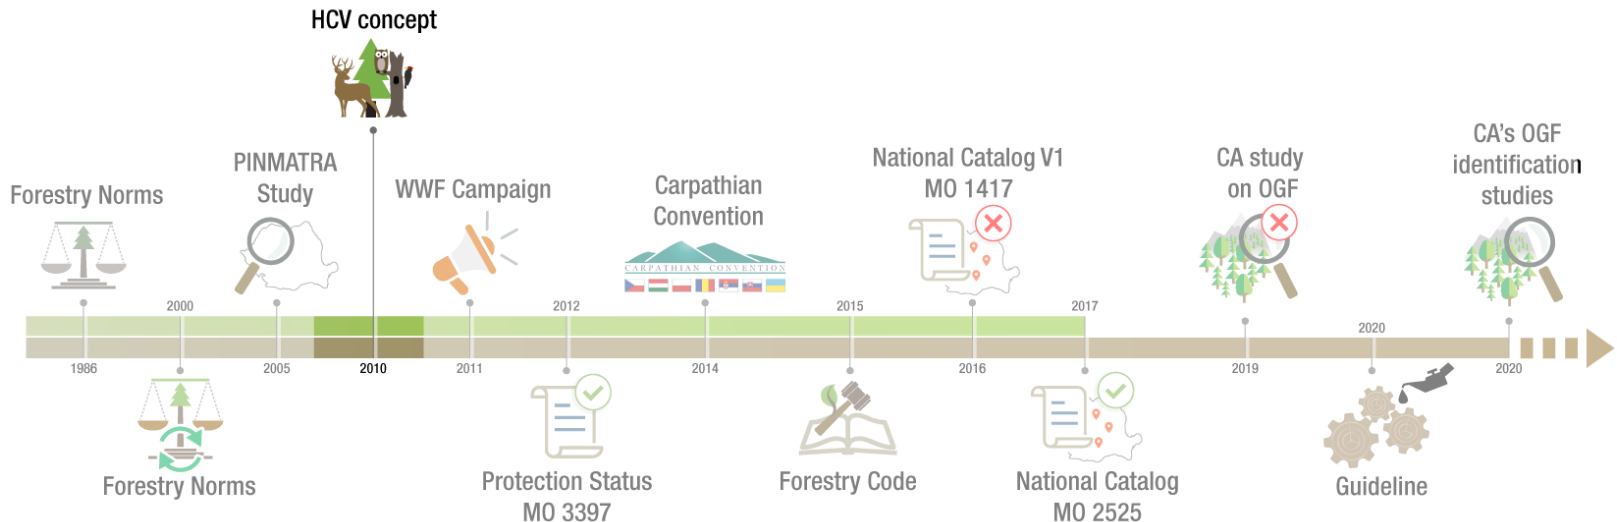 HCV concept
PINMATRA
Study
Forestry Norms
WWF Campaign
Carpathian
Convention
CARPATHIAN CONVENTION
National Catalog V1
MO 1417
CA study
on OGF
CA's OGF
identification
studies
2000
2012
2015
2017
2020
1986
2005
2010
2011
2014
2016
2019
2020
Forestry Norms
Protection Status
MO 3397
Forestry Code
National Catalog
MO 2525
Guideline